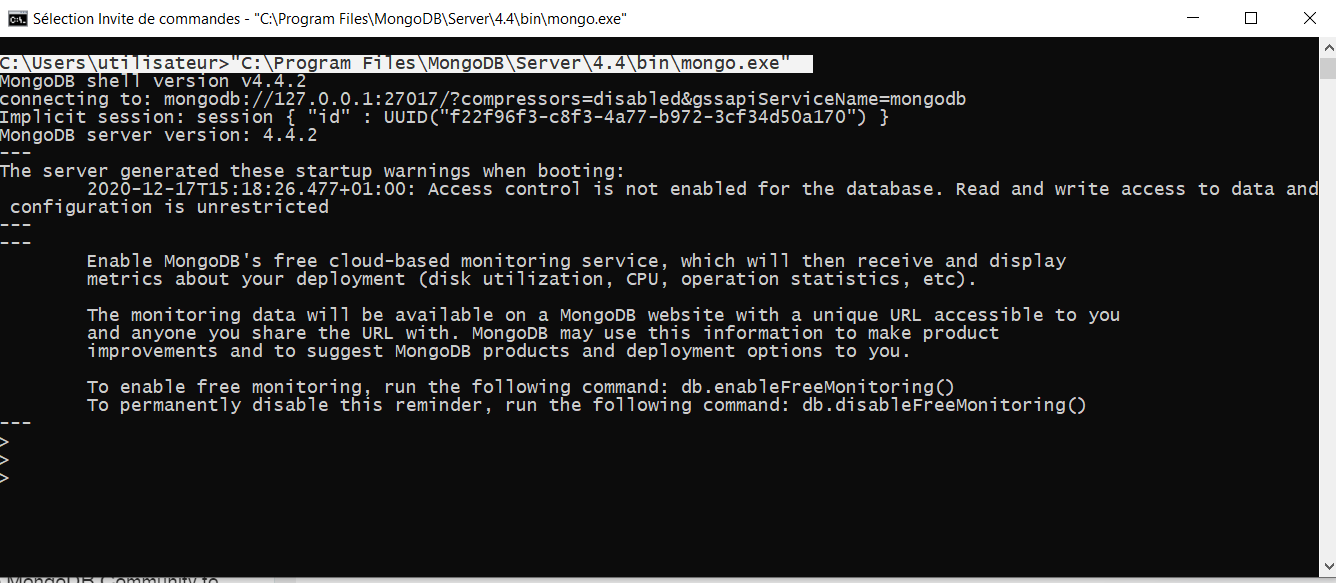 Sélection Invite de commandes - "C:\Program Files\MongoDB\Server\4.4\bin\mongo.exe"
C:\Users\utilisateur>"C:\Program Files\MongoDB\Server\4.4\bin\mongo.exe"
MongoDB shell version v4.4.2
connecting to: mongodb://127.0.0.1:27017/?compressors=disabled&gssapiServiceName=mongodb
Implicit session: session { "id" : UUID("f22f96f3-c8f3-4a77-b972-3cf34d50a170") }
MongoDB server version: 4.4.2
---
The server generated these startup warnings when booting:
        2020-12-17T15:18:26.477+01:00: Access control is not enabled for the database. Read and write access to data and
 configuration is unrestricted
---
---
        Enable MongoDB's free cloud-based monitoring service, which will then receive and display
        metrics about your deployment (disk utilization, CPU, operation statistics, etc).
        The monitoring data will be available on a MongoDB website with a unique URL accessible to you
        and anyone you share the URL with. MongoDB may use this information to make product
        improvements and to suggest MongoDB products and deployment options to you.
        To enable free monitoring, run the following command: db.enableFreeMonitoring()
        To permanently disable this reminder, run the following command: db.disableFreeMonitoring()
---
>
>
>
MongoDB Community to